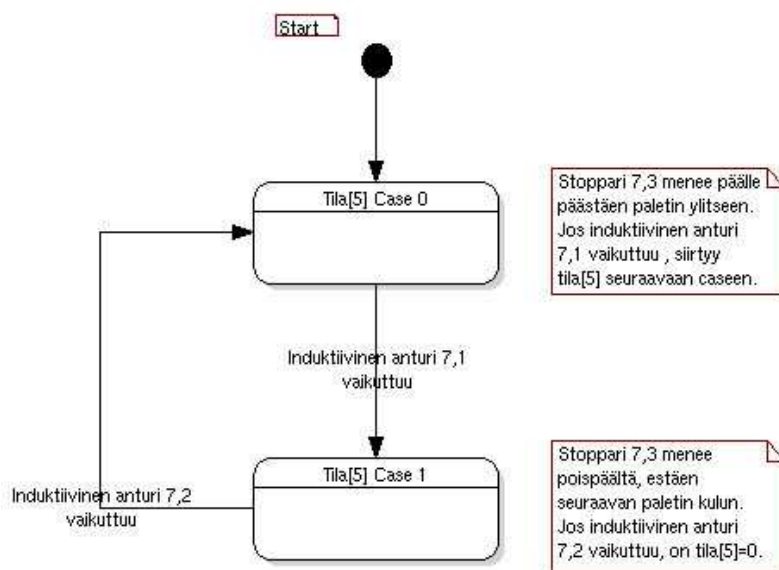 Start
Tila[5] Case 0
Stoppari 7,3 menee päälle
päästäen paletin ylitseen.
Jos induktiivinen anturi
7,1 vaikuttuu , siirtyy
tila[5] seuraavaan caseen.
Induktiivinen anturi 7,1
vaikuttuu
Tila[5] Case 1
Stoppari 7,3 menee
poispäältä, estäen
seuraavan paletin kulun.
Jos induktiivinen anturi
7,2 vaikuttuu, on tila[5]=0.
Induktiivinen anturi 7,2
vaikuttuu